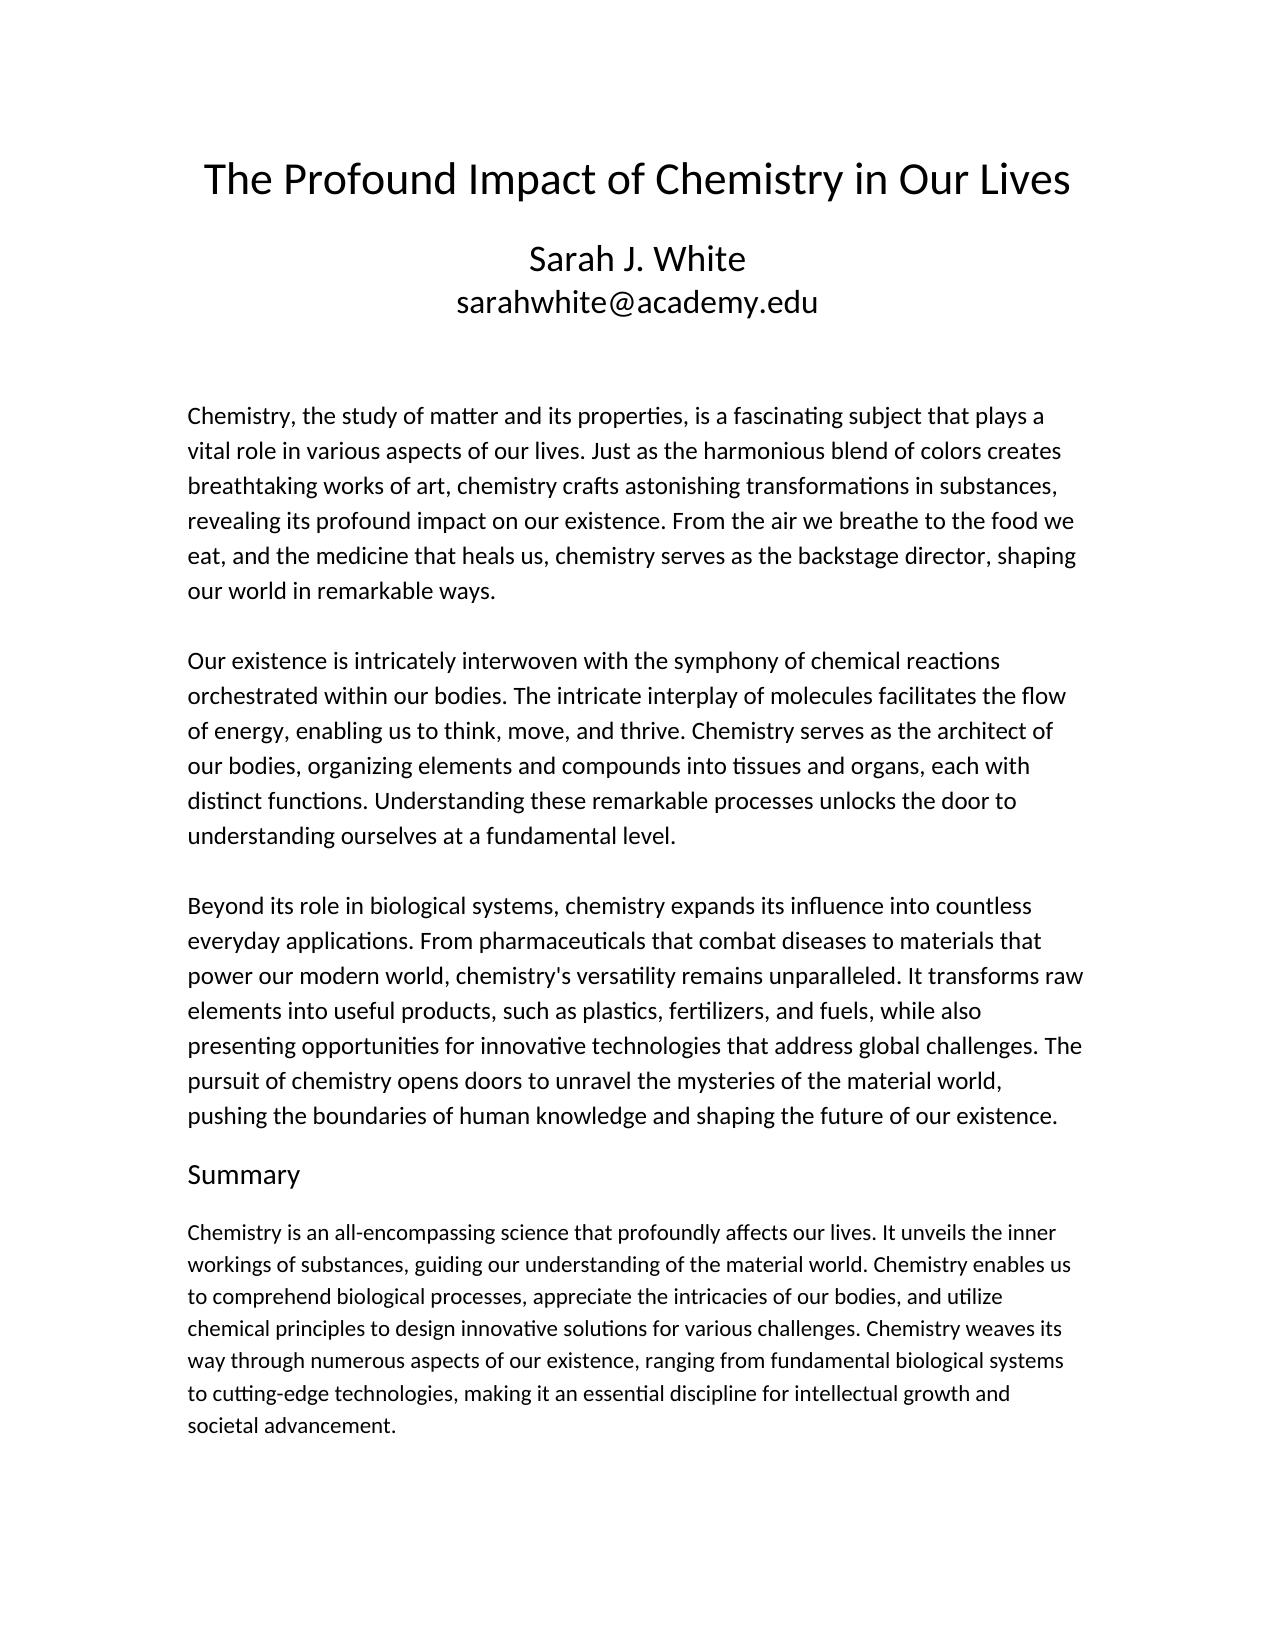 The Profound Impact of Chemistry in Our Lives
Sarah J. White
sarahwhite@academy.edu
Chemistry, the study of matter and its properties, is a fascinating subject that plays a
vital role in various aspects of our lives. Just as the harmonious blend of colors creates
breathtaking works of art, chemistry crafts astonishing transformations in substances,
revealing its profound impact on our existence. From the air we breathe to the food we
eat, and the medicine that heals us, chemistry serves as the backstage director, shaping
our world in remarkable ways.
Our existence is intricately interwoven with the symphony of chemical reactions
orchestrated within our bodies. The intricate interplay of molecules facilitates the flow
of energy, enabling us to think, move, and thrive. Chemistry serves as the architect of
our bodies, organizing elements and compounds into tissues and organs, each with
distinct functions. Understanding these remarkable processes unlocks the door to
understanding ourselves at a fundamental level.
Beyond its role in biological systems, chemistry expands its influence into countless
everyday applications. From pharmaceuticals that combat diseases to materials that
power our modern world, chemistry's versatility remains unparalleled. It transforms raw
elements into useful products, such as plastics, fertilizers, and fuels, while also
presenting opportunities for innovative technologies that address global challenges. The
pursuit of chemistry opens doors to unravel the mysteries of the material world,
pushing the boundaries of human knowledge and shaping the future of our existence.
Summary
Chemistry is an all-encompassing science that profoundly affects our lives. It unveils the inner
workings of substances, guiding our understanding of the material world. Chemistry enables us
to comprehend biological processes, appreciate the intricacies of our bodies, and utilize
chemical principles to design innovative solutions for various challenges. Chemistry weaves its
way through numerous aspects of our existence, ranging from fundamental biological systems
to cutting-edge technologies, making it an essential discipline for intellectual growth and
societal advancement.